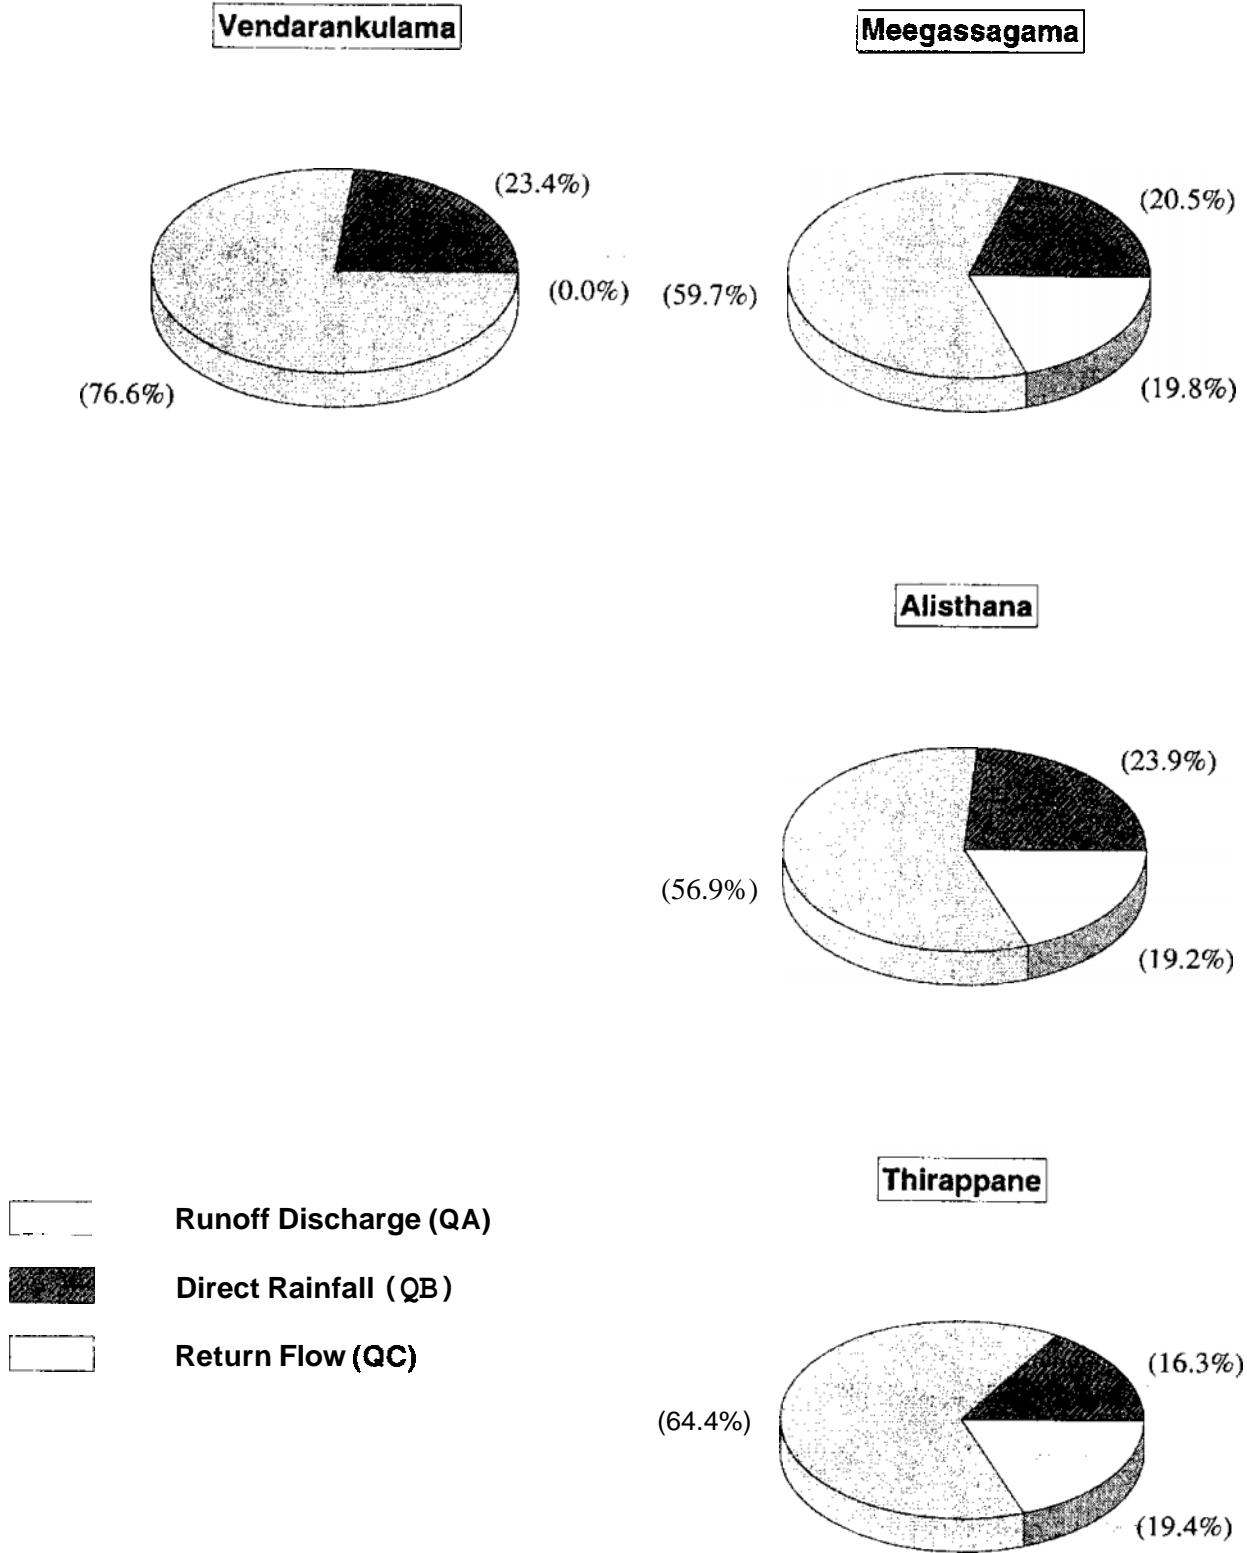 Vendarankulama
Meegassagama
(23.4%)
(20.5%)
(0.0%)
(59.7%)
(76.6%)
(19.8%)
Alisthana
(23.9%)
(56.9%)
(19.2%)
Thirappane
Runoff Discharge (QA)
Direct Rainfall (QB)
Return Flow (QC)
(16.3%)
(64.4%)
(19.4%)